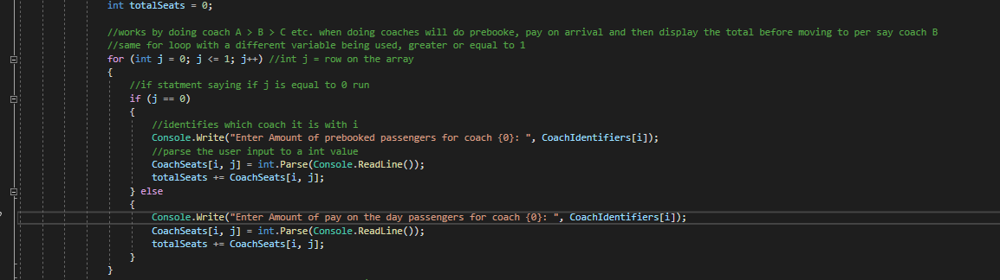 int totalSeats = 0;
//works by doing coach A > B > C etc. when doing coaches will do prebooke, pay on arrival and then display the total before moving to per say coach B
//same for loop with a different variable being used, greater or equal to 1
for (int j = 0; j <= 1; j++) //int j = row on the array
{
//if statment saying if j is equal to 0 run
if (j == 0)
{
//identifies which coach it is with i
Console.Write("Enter Amount of prebooked passengers for coach {0}: ", CoachIdentifiers[i]);
//parse the user input to a int value
CoachSeats[i, j] = int.Parse(Console.ReadLine());
totalSeats += CoachSeats[i, j];
} else
{
Console.Write("Enter Amount of pay on the day passengers for coach {0}: ", CoachIdentifiers[i]);
CoachSeats[i, j] = int.Parse(Console.ReadLine());
totalSeats += CoachSeats[i, j];
}
}